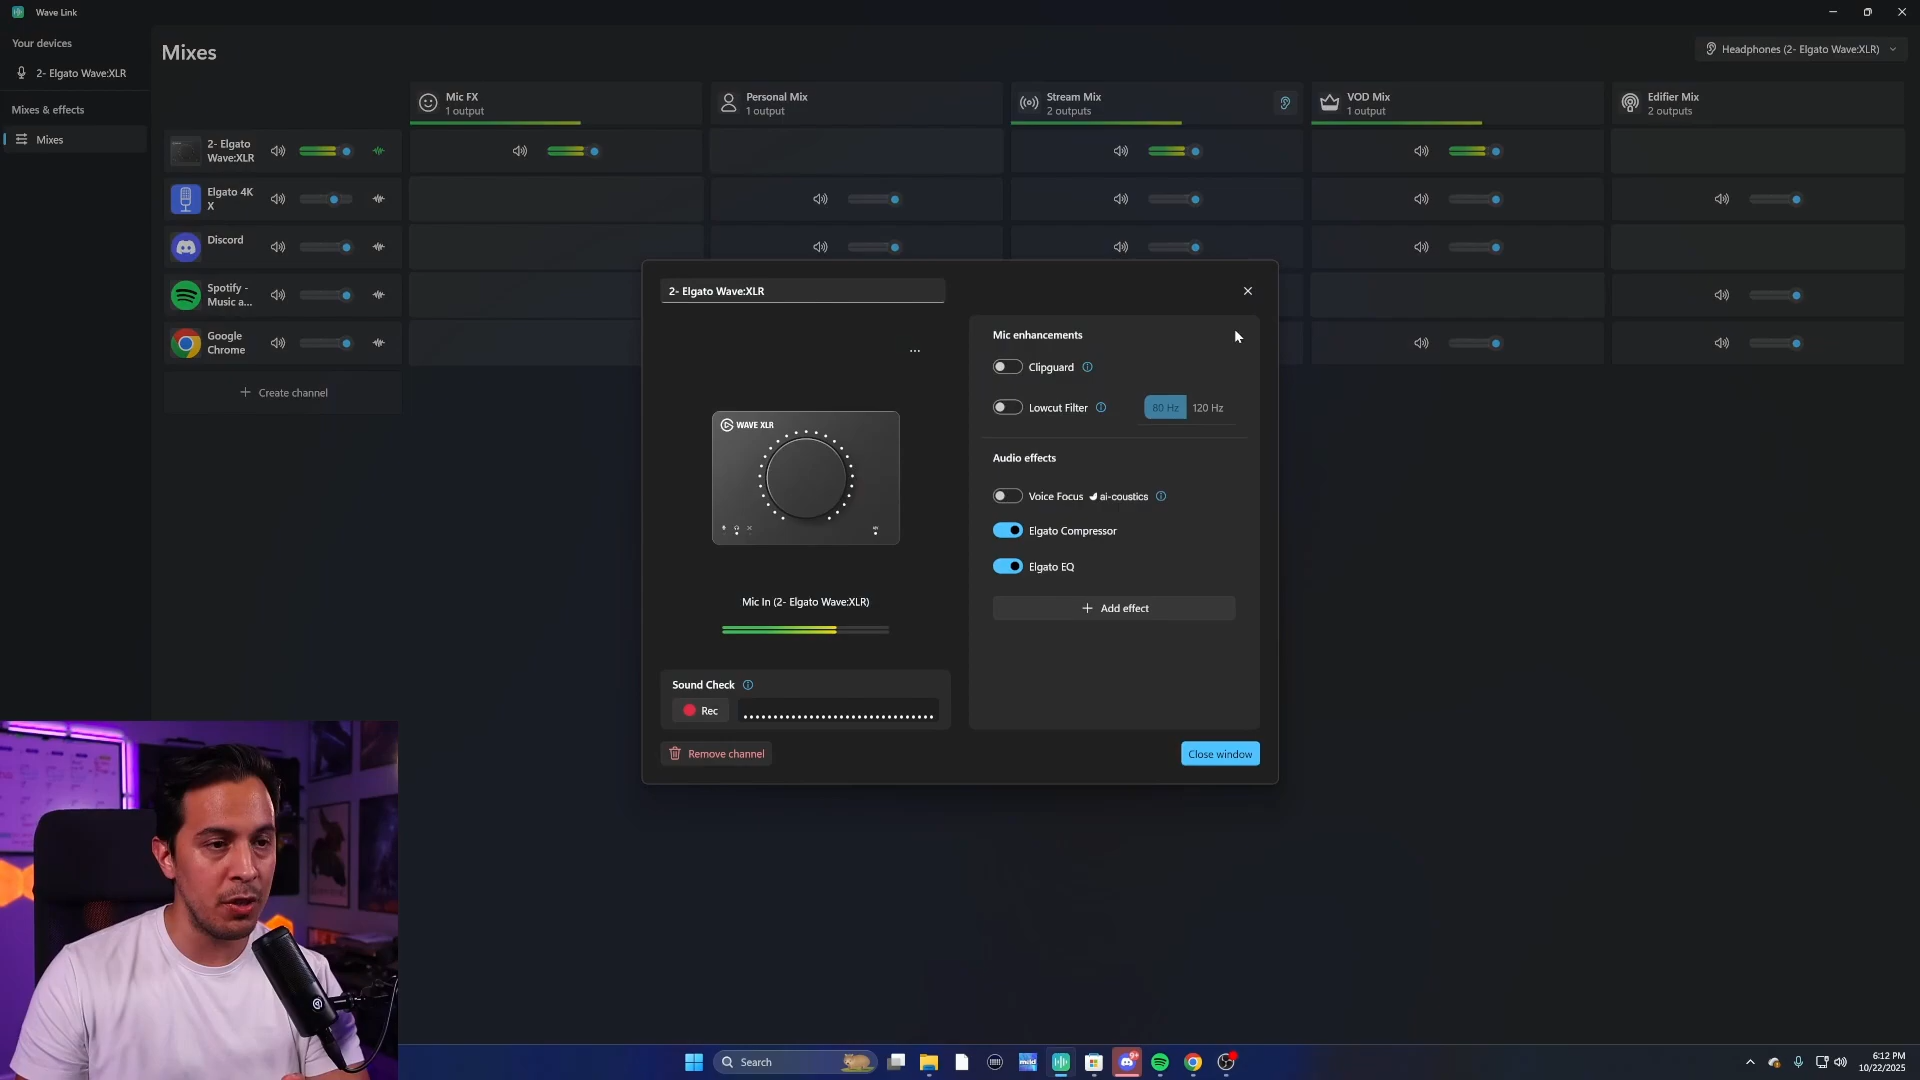 Wave Link
Your devices
2- Elgato Wave:XLR
Mixes & effects
Mixes
Mixes
Headphones (2- Elgato Wave:XLR)
Mic FX
1 output
Personal Mix
1 output
Stream Mix
2 outputs
VOD Mix
1 output
Edifier Mix
2 outputs
2- Elgato
Wave:XLR
Elgato 4K
X
Discord
Spotify -
Music a...
Google
Chrome
+ Create channel
2- Elgato Wave:XLR
...
WAVE XLR
Mic In (2- Elgato Wave:XLR)
Sound Check
Rec
Remove channel
Mic enhancements
Clipguard
Lowcut Filter 80 Hz 120 Hz
Audio effects
Voice Focus ai-coustics
Elgato Compressor
Elgato EQ
+ Add effect
Close window
Search
meld
9+
6:12 PM
10/22/2025